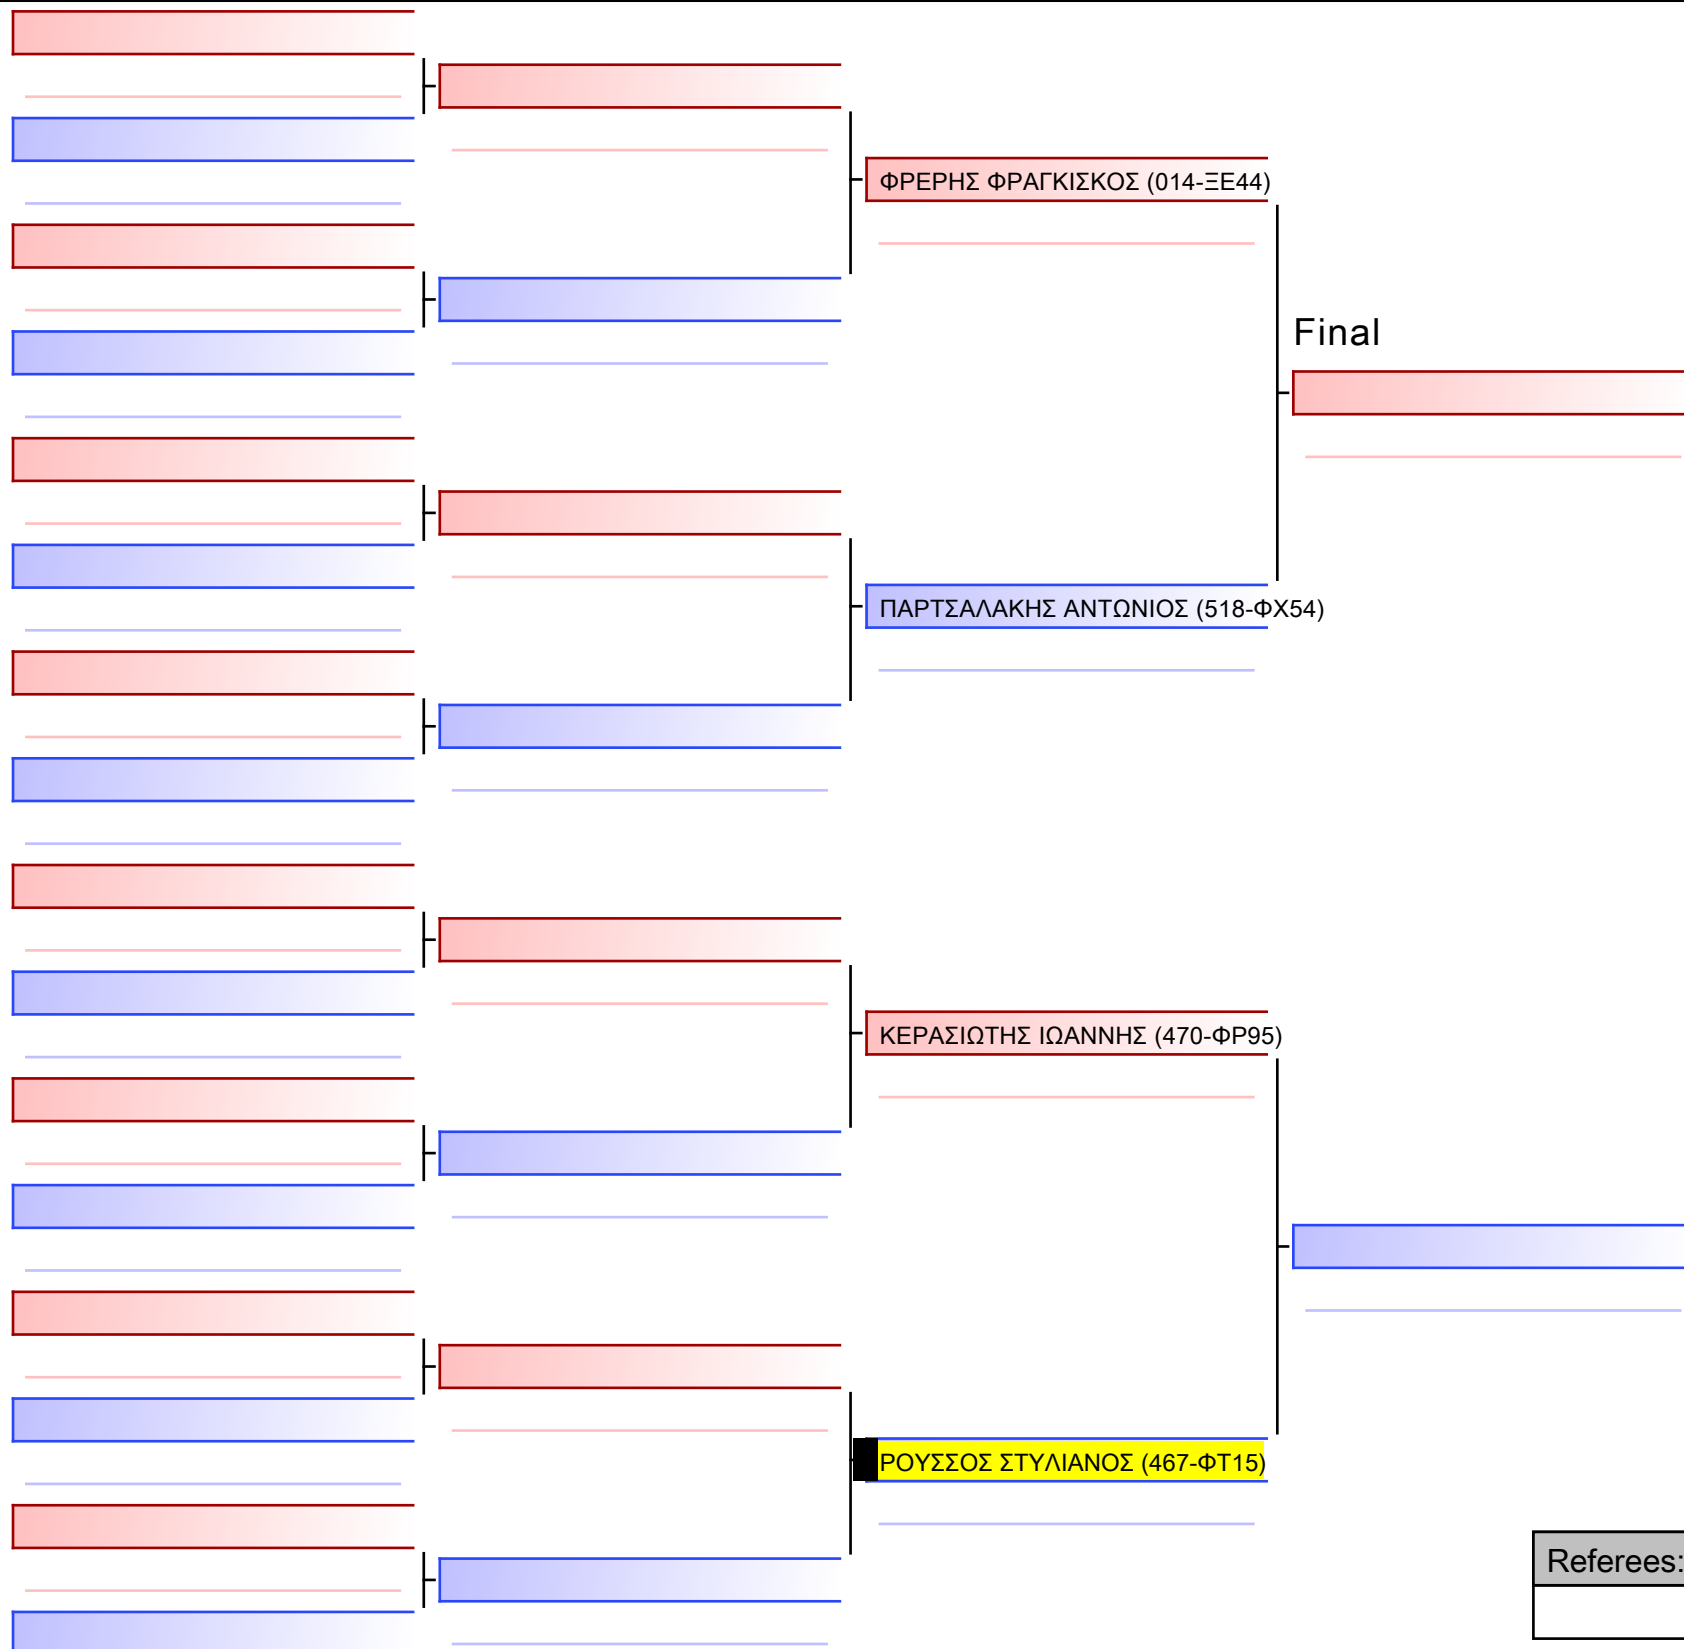 ΦΡΕΡΗΣ ΦΡΑΓΚΙΣΚΟΣ (014-ΞΕ44)
Final
ΠΑΡΤΣΑΛΑΚΗΣ ΑΝΤΩΝΙΟΣ (518-ΦΧ54)
ΚΕΡΑΣΙΩΤΗΣ ΙΩΑΝΝΗΣ (470-ΦΡ95)
ΡΟΥΣΣΟΣ ΣΤΥΛΙΑΝΟΣ (467-ΦΤ15)
Referees: